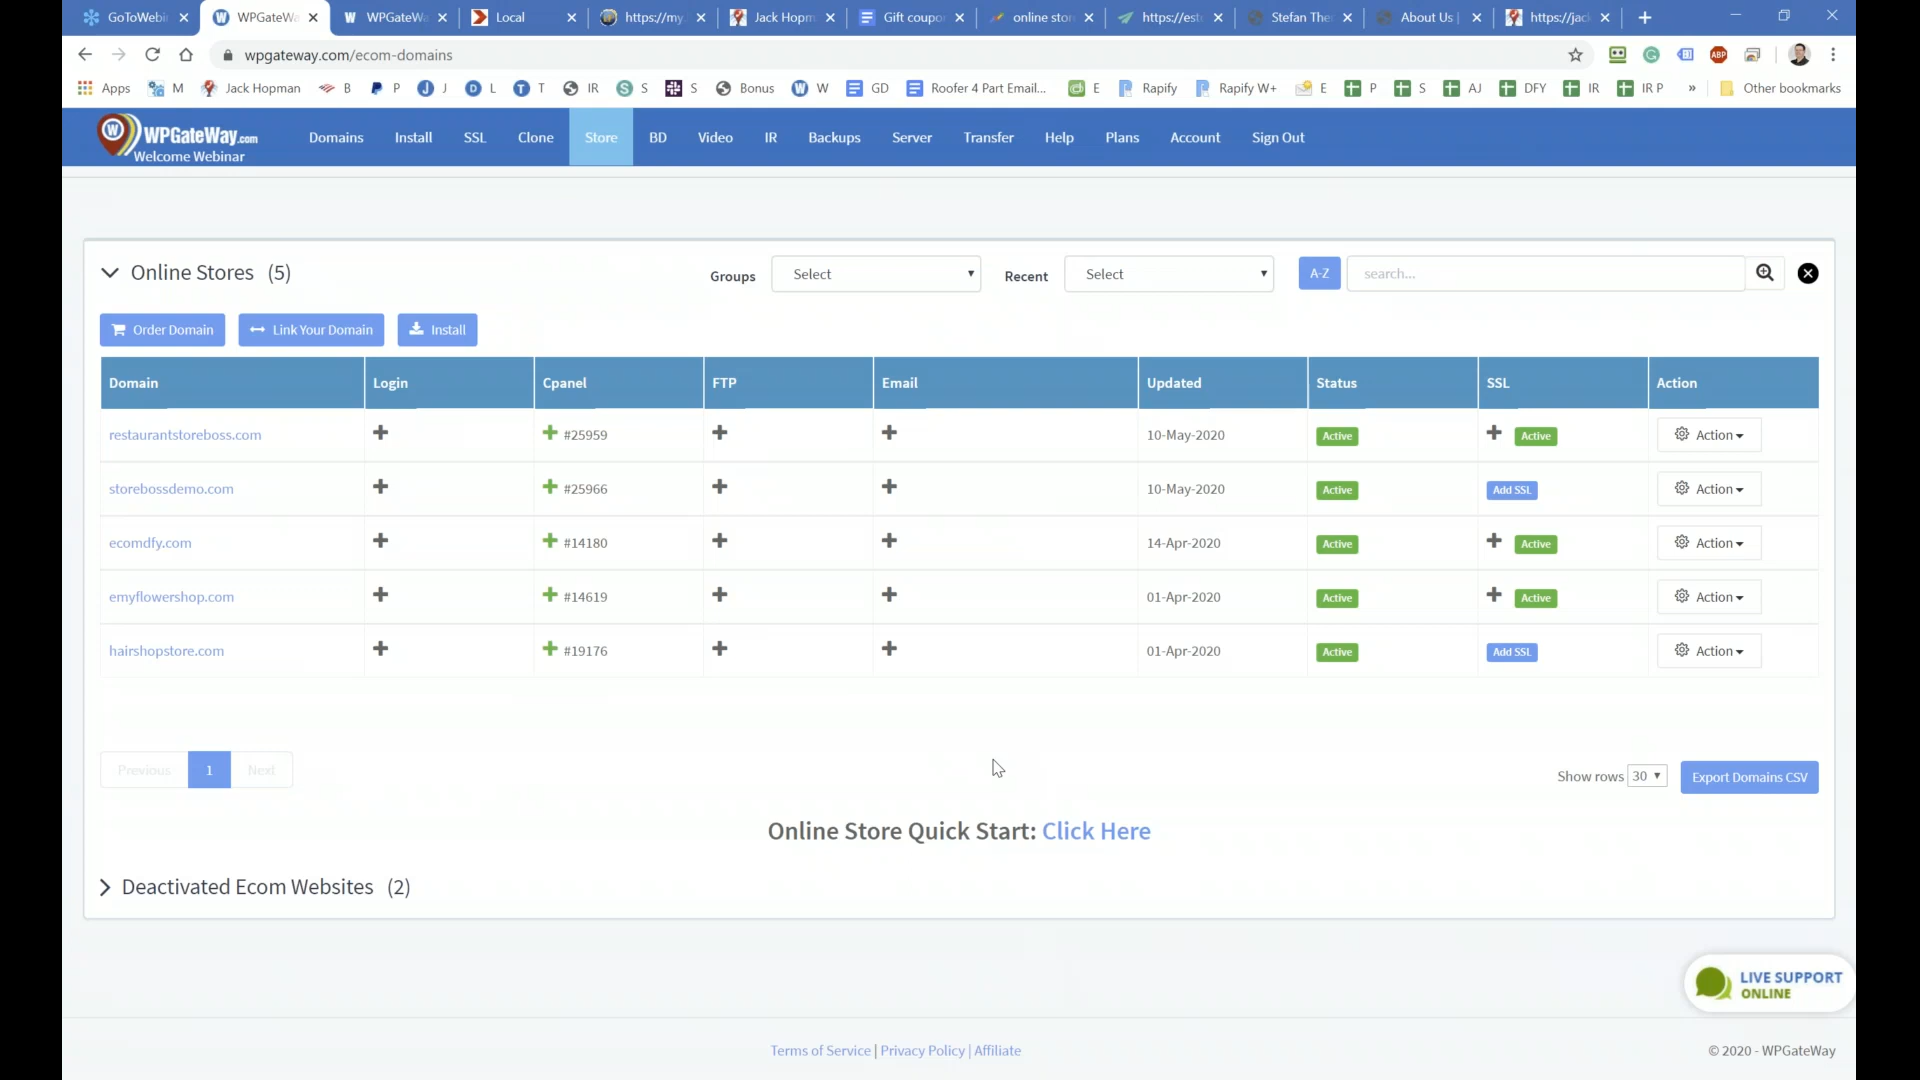 GoToWebi
WPGateWa
WPGateWa
Local
https://my
Jack Hopm
Gift coupo
online stor
https://est
Stefan The
About Us |
https://jac
wpgateway.com/ecom-domains
Apps M Jack Hopman B P J L T IR S S Bonus W GD Roofer 4 Part Email... E Rapify Rapify W+ E P S AJ DFY IR IR P » Other bookmarks
WPGateWay.com
Welcome Webinar
Domains Install SSL Clone Store BD Video IR Backups Server Transfer Help Plans Account Sign Out
Online Stores (5)
Groups Select Recent Select A-Z search...
Order Domain Link Your Domain Install
Domain Login Cpanel FTP Email Updated Status SSL Action
restaurantstoreboss.com #25959 10-May-2020 Active Active Action
storebossdemo.com #25966 10-May-2020 Active Add SSL Action
ecomdfy.com #14180 14-Apr-2020 Active Active Action
emyflowershop.com #14619 01-Apr-2020 Active Active Action
hairshopstore.com #19176 01-Apr-2020 Active Add SSL Action
Previous 1 Next
Show rows 30 Export Domains CSV
Online Store Quick Start: Click Here
Deactivated Ecom Websites (2)
LIVE SUPPORT
ONLINE
Terms of Service | Privacy Policy | Affiliate
© 2020 - WPGateWay